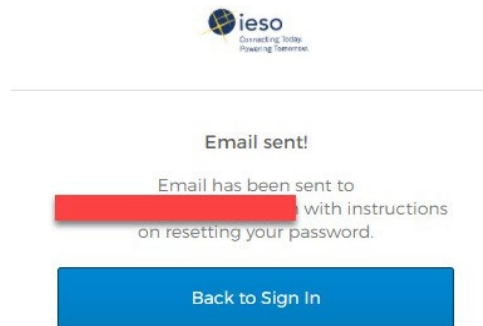 ieso
Connecting Today.
Powering Tomorrow.
Email sent!
Email has been sent to
with instructions
on resetting your password.
Back to Sign In